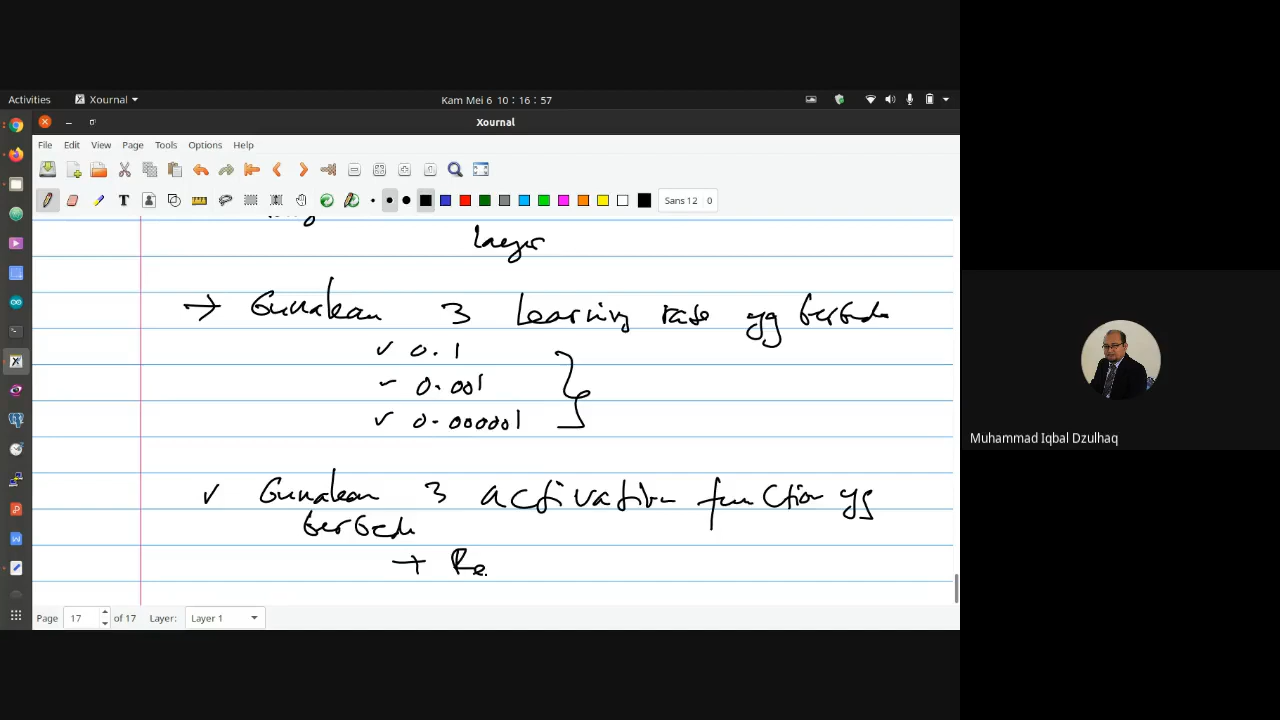 Activities Xournal Kam Mei 6 10:16:57
Xournal
File Edit View Page Tools Options Help
Sans 12 0
layer
→ Gunakan 3 learning rate yg berbeda
✓ 0.1
✓ 0.001
✓ 0.000001
✓ Gunakan 3 activation function yg
berbeda
→ Re
Page 17 of 17 Layer: Layer 1
Muhammad Iqbal Dzulhaq